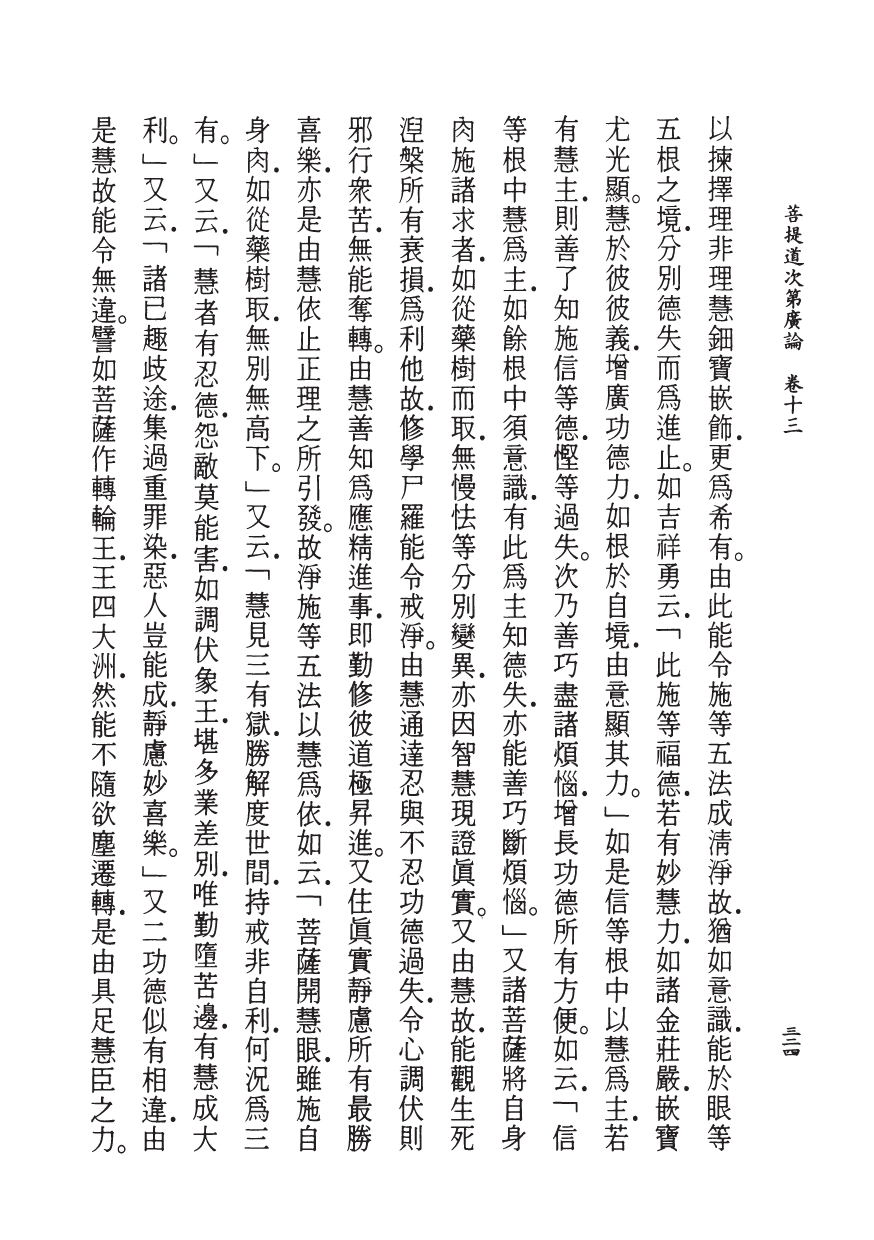 菩提道次第廣論　卷十三
三三四
以揀擇理非理慧鈿寶嵌飾．更爲希有。由此能令施等五法成清淨故．猶如意識．能於眼等
五根之境．分別德失而爲進止。如吉祥勇云．「此施等福德．若有妙慧力．如諸金莊嚴．嵌寶
尤光顯。慧於彼彼義．增廣功德力．如根於自境．由意顯其力。」如是信等根中以慧爲主．若
有慧主．則善了知施信等德．慳等過失。次乃善巧盡諸煩惱．增長功德所有方便。如云．「信
等根中慧爲主．如餘根中須意識．有此爲主知德失．亦能善巧斷煩惱。」又諸菩薩將自身
肉施諸求者．如從藥樹而取．無慢怯等分別變異．亦因智慧現證眞實。又由慧故．能觀生死
涅槃所有衰損．爲利他故．修學尸羅能令戒淨。由慧通達忍與不忍功德過失．令心調伏則
邪行衆苦．無能奪轉。由慧善知爲應精進事．即勤修彼道極昇進。又住眞實靜慮所有最勝
喜樂．亦是由慧依止正理之所引發。故淨施等五法以慧爲依．如云．「菩薩開慧眼．雖施自
身肉．如從藥樹取．無別無高下。」又云．「慧見三有獄．勝解度世間．持戒非自利．何況爲三
有。」又云．「慧者有忍德．怨敵莫能害．如調伏象王．堪多業差別．唯勤墮苦邊．有慧成大
利。」又云．「諸已趣歧途．集過重罪染．惡人豈能成．靜慮妙喜樂。」又二功德似有相違．由
是慧故能令無違。譬如菩薩作轉輪王．王四大洲．然能不隨欲塵遷轉．是由具足慧臣之力。